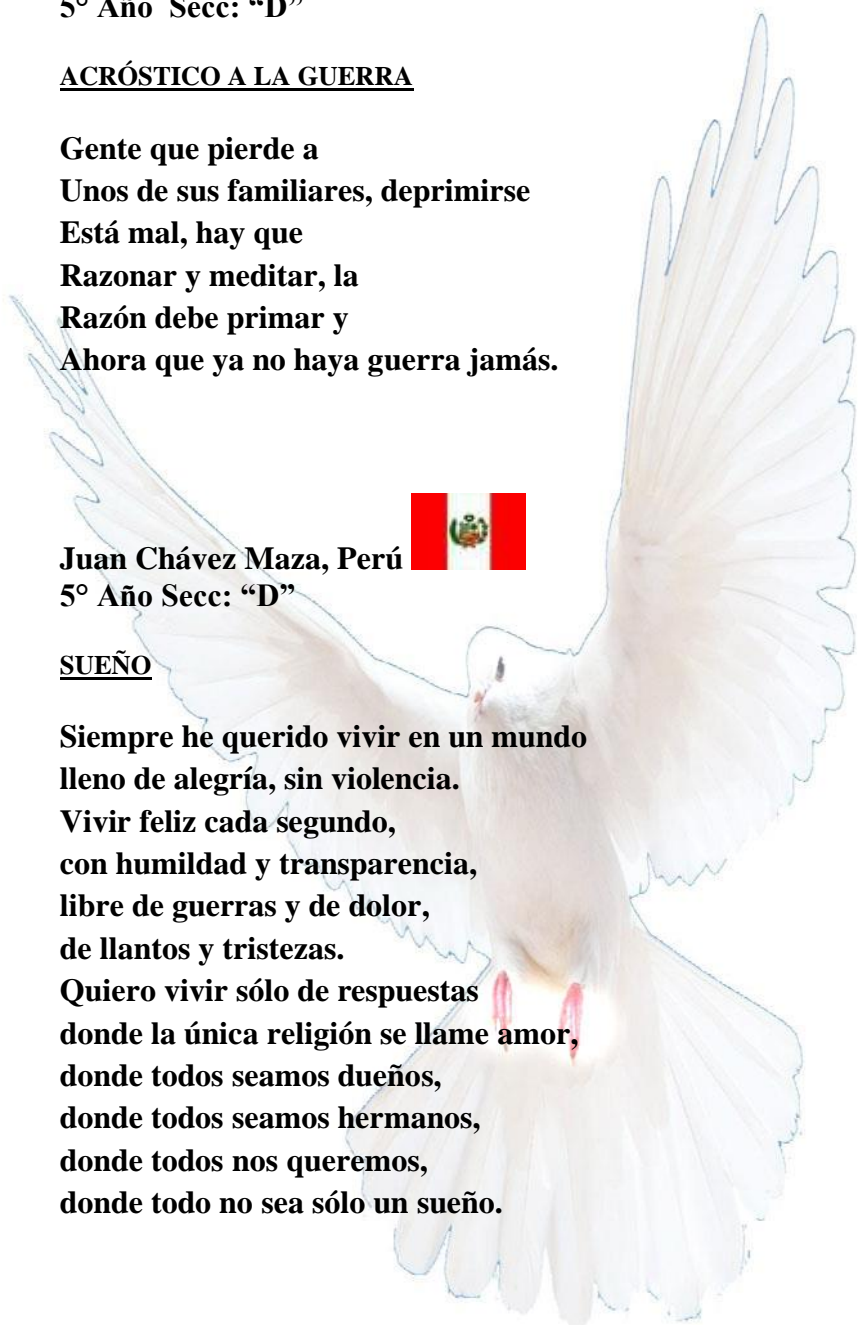 5° Año Secc: “D”
ACRÓSTICO A LA GUERRA
Gente que pierde a
Unos de sus familiares, deprimirse
Está mal, hay que
Razonar y meditar, la
Razón debe primar y
Ahora que ya no haya guerra jamás.
Juan Chávez Maza, Perú
5° Año Secc: “D”
SUEÑO
Siempre he querido vivir en un mundo
lleno de alegría, sin violencia.
Vivir feliz cada segundo,
con humildad y transparencia,
libre de guerras y de dolor,
de llantos y tristezas.
Quiero vivir sólo de respuestas
donde la única religión se llame amor,
donde todos seamos dueños,
donde todos seamos hermanos,
donde todos nos queremos,
donde todo no sea sólo un sueño.